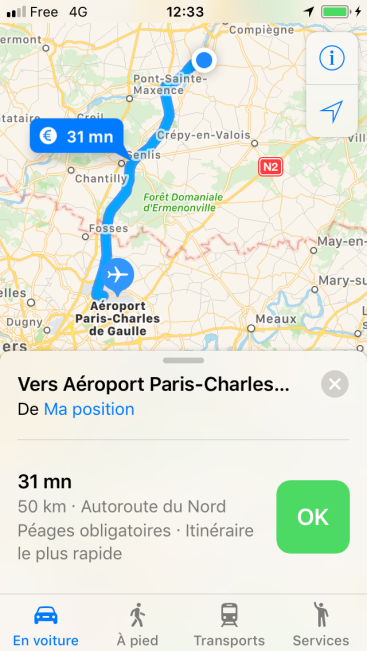 Free 4G 12:33
Compiègne
ermont
Pont-Sainte-
Maxence
Creil
Crépy-en-Valois
€ 31 mn
Senlis
N2
Chantilly
Forêt Domaniale
d'Ermenonville
Fosses
May-en-
Aéroport
Paris-Charles
de Gaulle
Mary-su
elles
Dugny
Meaux
ers
Vers Aéroport Paris-Charles...
De Ma position
31 mn
50 km · Autoroute du Nord
Péages obligatoires · Itinéraire
le plus rapide
OK
En voiture À pied Transports Services